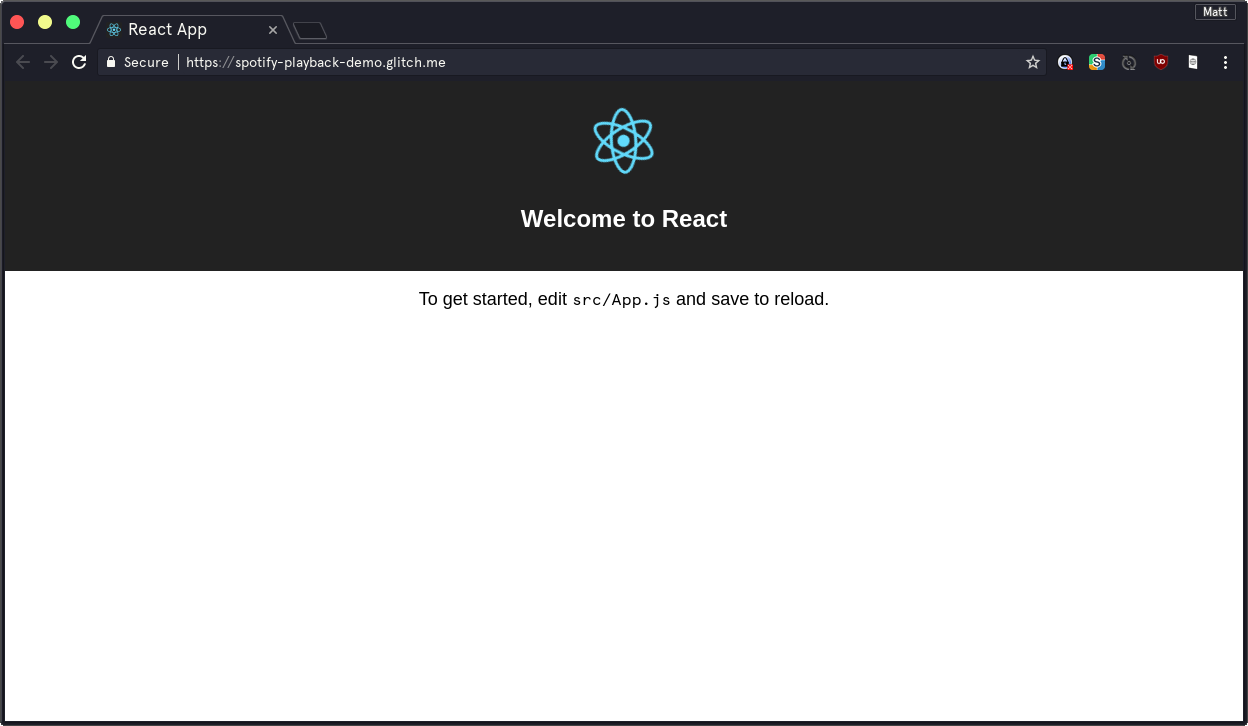 Matt
React App
Secure
https://spotify-playback-demo.glitch.me
Welcome to React
To get started, edit src/App.js and save to reload.